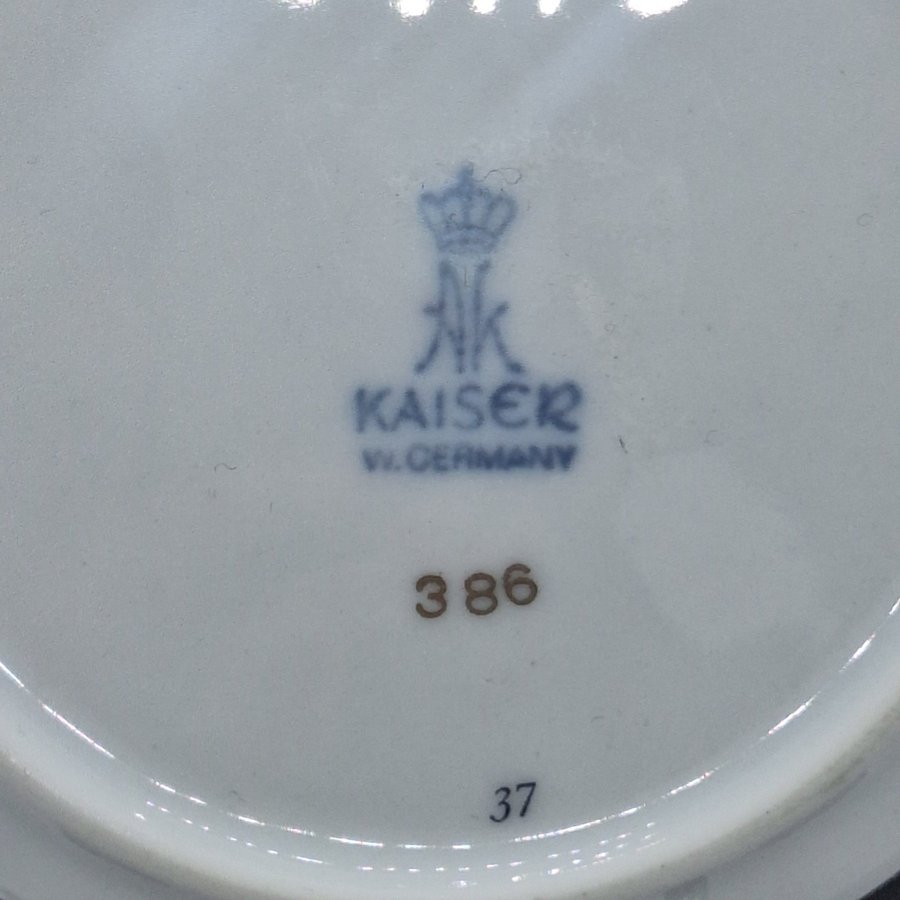 AK
KAISER
W. GERMANY
386
37